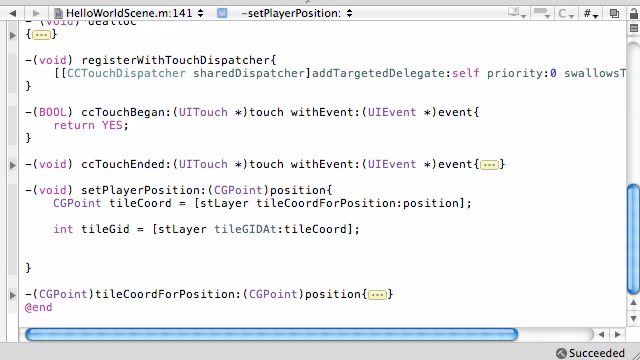 HelloWorldScene.m:141 -setPlayerPosition: #
-(void) dealloc
{...}
-(void) registerWithTouchDispatcher{
[[CCTouchDispatcher sharedDispatcher]addTargetedDelegate:self priority:0 swallowsT
}
-(BOOL) ccTouchBegan:(UITouch *)touch withEvent:(UIEvent *)event{
return YES;
}
-(void) ccTouchEnded:(UITouch *)touch withEvent:(UIEvent *)event{...}
-(void) setPlayerPosition:(CGPoint)position{
CGPoint tileCoord = [stLayer tileCoordForPosition:position];
int tileGid = [stLayer tileGIDAt:tileCoord];
}
-(CGPoint)tileCoordForPosition:(CGPoint)position{...}
@end
Succeeded